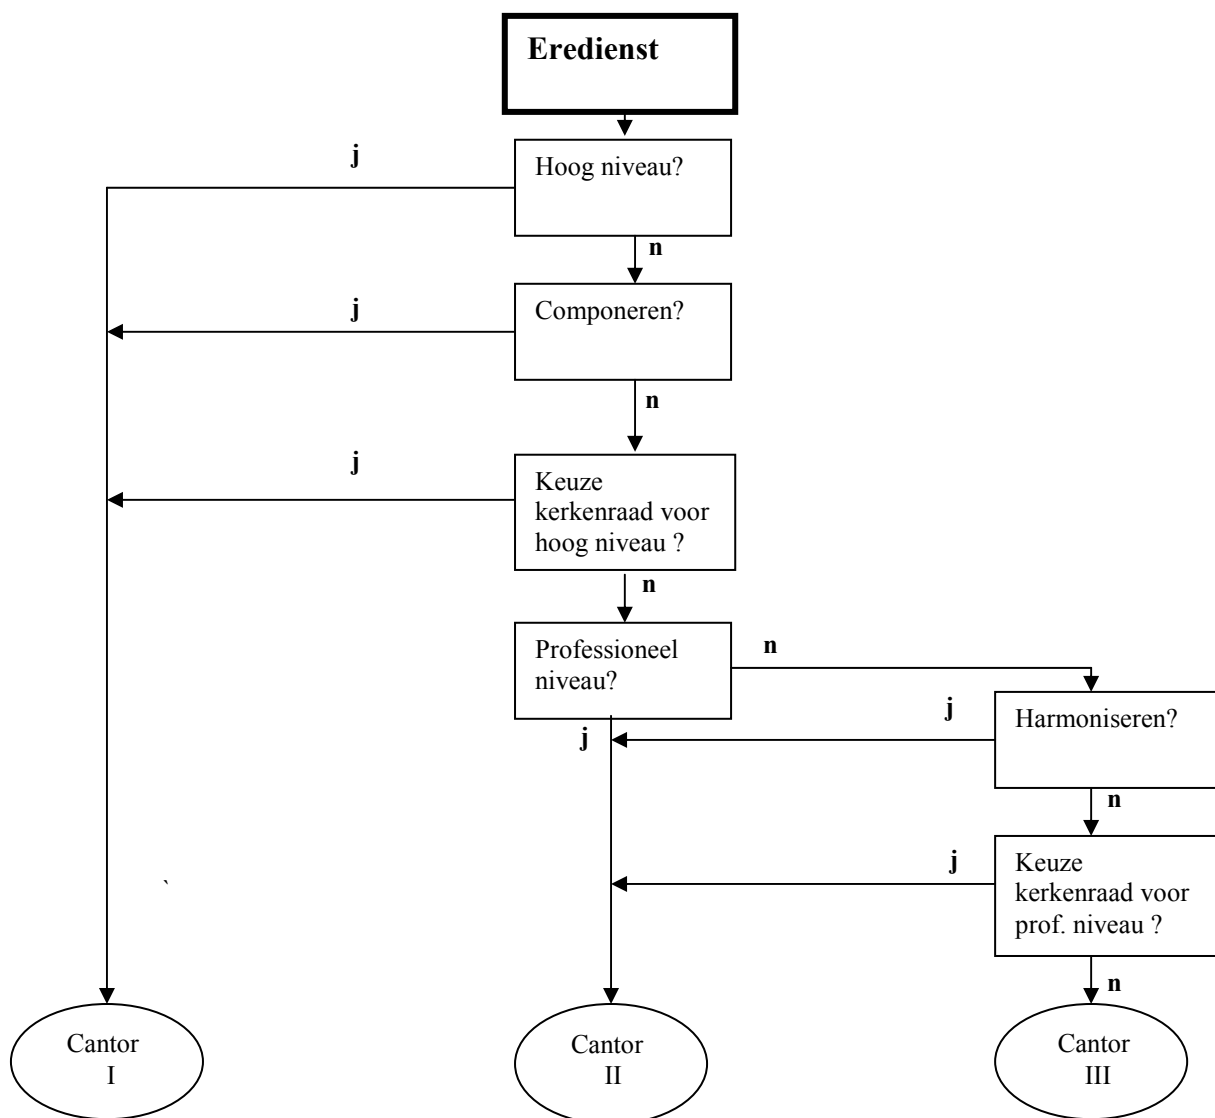 Eredienst
j
Hoog niveau?
n
j
Componeren?
n
j
Keuze
kerkenraad voor
hoog niveau ?
n
Professioneel
niveau?
n
j
Harmoniseren?
j
n
j
Keuze
kerkenraad voor
prof. niveau ?
`
n
Cantor
I
Cantor
II
Cantor
III